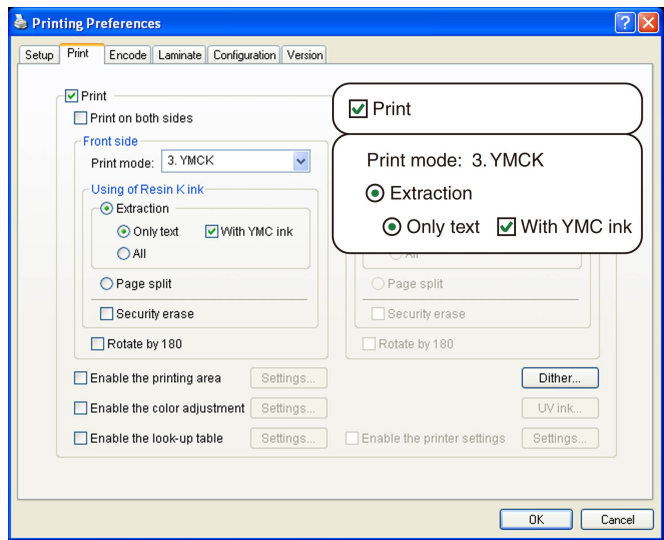 Printing Preferences
Setup Print Encode Laminate Configuration Version
Print
Print on both sides
Front side
Print mode: 3. YMCK
Using of Resin K ink
Extraction
Only text With YMC ink
All
Page split
Security erase
Rotate by 180
Print
Print mode: 3. YMCK
Extraction
Only text With YMC ink
All
Page split
Security erase
Rotate by 180
Enable the printing area Settings... Dither...
Enable the color adjustment Settings... UV ink...
Enable the look-up table Settings... Enable the printer settings Settings...
OK Cancel